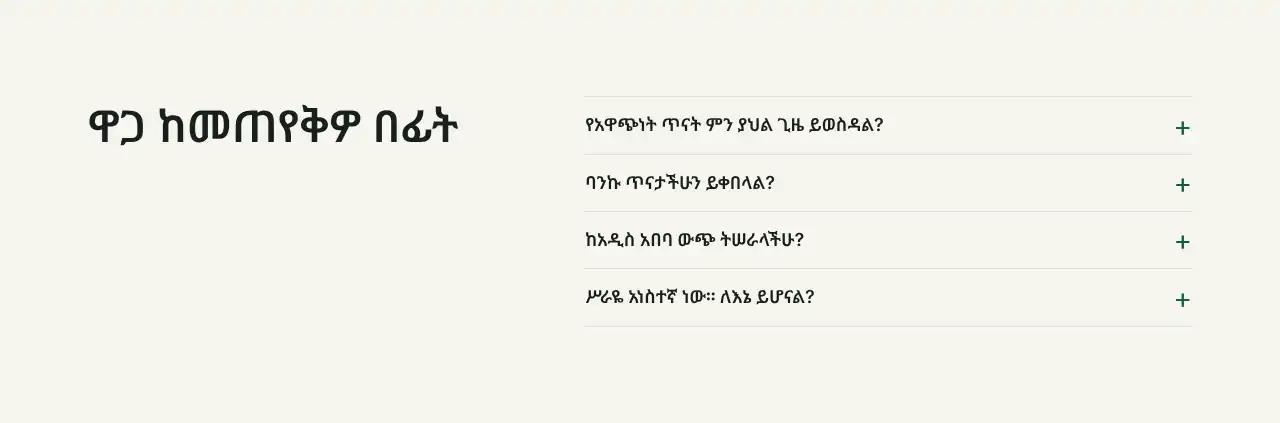 ዋጋ ከመጠየቅዎ በፊት
የአዋጭነት ጥናት ምን ያህል ጊዜ ይወስዳል?
ባንኩ ጥናታችሁን ይቀበላል?
ከአዲስ አበባ ውጭ ትሠራላችሁ?
ሥራዬ አነስተኛ ነው። ለእኔ ይሆናል?